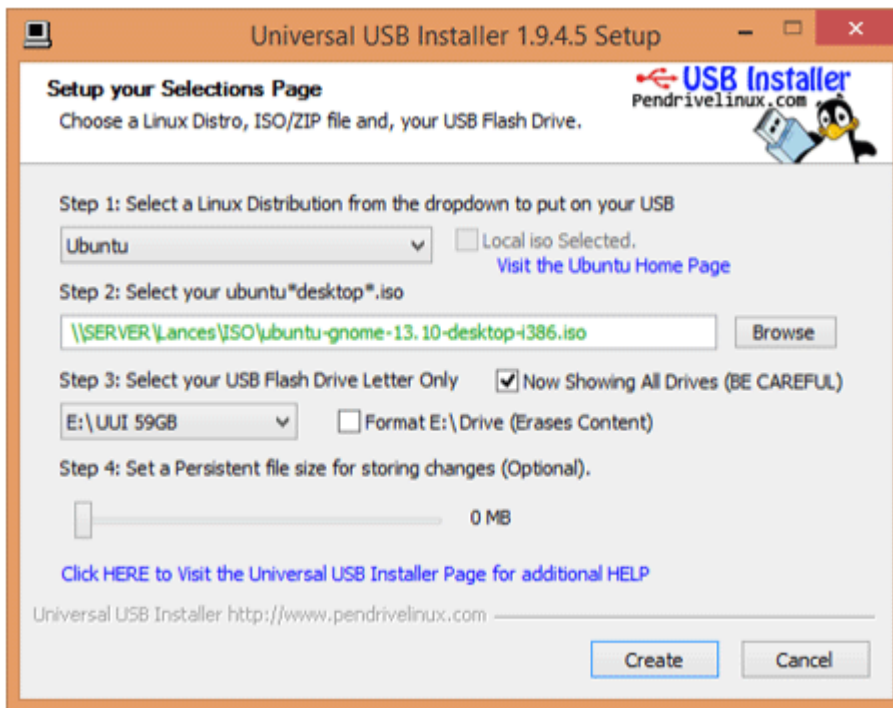 Universal USB Installer 1.9.4.5 Setup
Setup your Selections Page
Choose a Linux Distro, ISO/ZIP file and, your USB Flash Drive.
USB Installer
Pendrivelinux.com
Step 1: Select a Linux Distribution from the dropdown to put on your USB
Ubuntu
Local iso Selected.
Visit the Ubuntu Home Page
Step 2: Select your ubuntu*desktop*.iso
\\SERVER\Lances\ISO\ubuntu-gnome-13.10-desktop-i386.iso
Browse
Step 3: Select your USB Flash Drive Letter Only
Now Showing All Drives (BE CAREFUL)
E:\UUI 59GB
Format E:\Drive (Erases Content)
Step 4: Set a Persistent file size for storing changes (Optional).
0 MB
Click HERE to Visit the Universal USB Installer Page for additional HELP
Universal USB Installer http://www.pendrivelinux.com
Create
Cancel